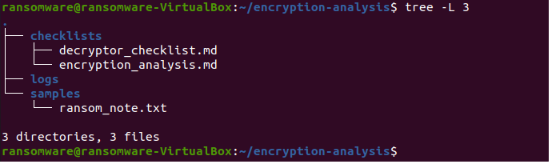 ransomware@ransomware-VirtualBox:~/encryption-analysis$ tree -L 3
.
├── checklists
│   ├── decryptor_checklist.md
│   └── encryption_analysis.md
├── logs
└── samples
    └── ransom_note.txt
3 directories, 3 files
ransomware@ransomware-VirtualBox:~/encryption-analysis$